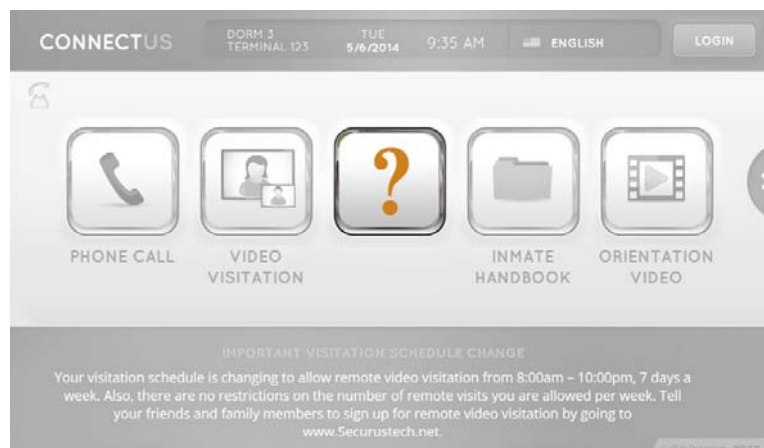 CONNECTUS
DORM 3
TERMINAL 123
TUE
5/6/2014
9:35 AM
ENGLISH
LOGIN
?
PHONE CALL
VIDEO
VISITATION
INMATE
HANDBOOK
ORIENTATION
VIDEO
IMPORTANT VISITATION SCHEDULE CHANGE
Your visitation schedule is changing to allow remote video visitation from 8:00am – 10:00pm, 7 days a
week. Also, there are no restrictions on the number of remote visits you are allowed per week. Tell
your friends and family members to sign up for remote video visitation by going to
www.Securustech.net.